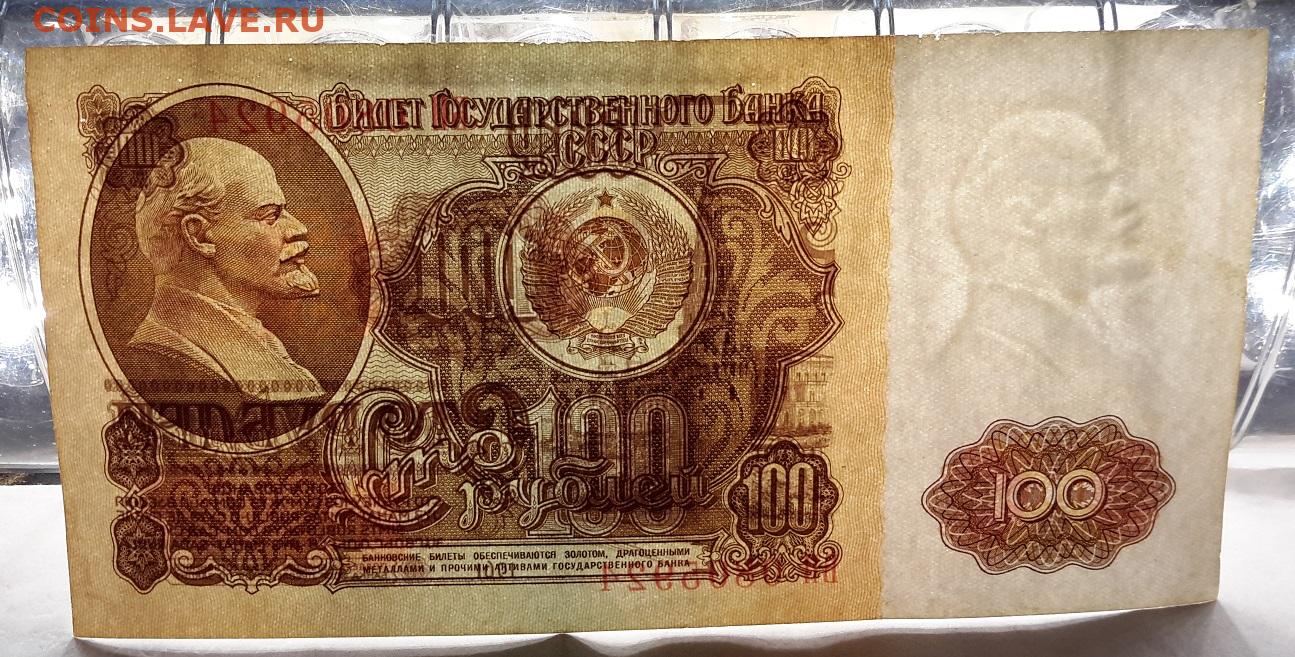 COINS.LAVE.RU
Билет Государственного Банка
СССР
Сто 100
рублей
100
100
БАНКОВСКИЕ БИЛЕТЫ ОБЕСПЕЧИВАЮТСЯ ЗОЛОТОМ, ДРАГОЦЕННЫМИ
МЕТАЛЛАМИ И ПРОЧИМИ АКТИВАМИ ГОСУДАРСТВЕННОГО БАНКА